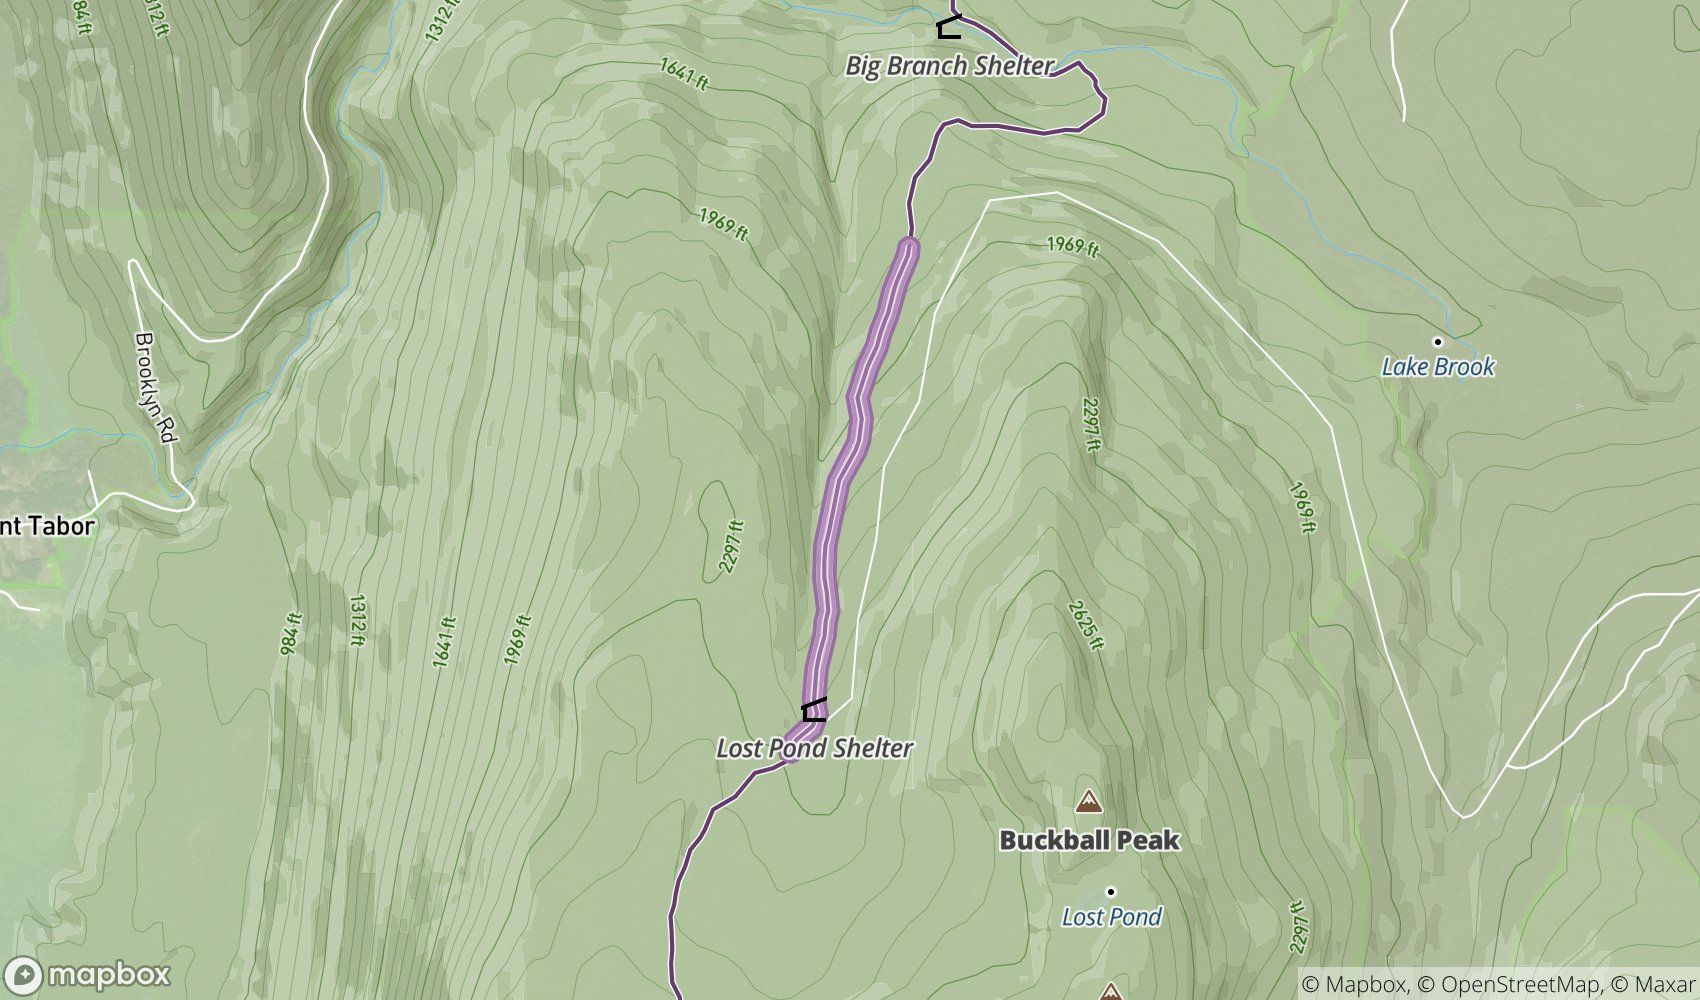 84 ft
312 ft
1312 ft
Big Branch Shelter
1641 ft
1969 ft
1969 ft
Brooklyn Rd
Lake Brook
2297 ft
1969 ft
nt Tabor
2297 ft
984 ft
1312 ft
1641 ft
1969 ft
2625 ft
Lost Pond Shelter
Buckball Peak
Lost Pond
2297 ft
mapbox
© Mapbox, © OpenStreetMap, © Maxar